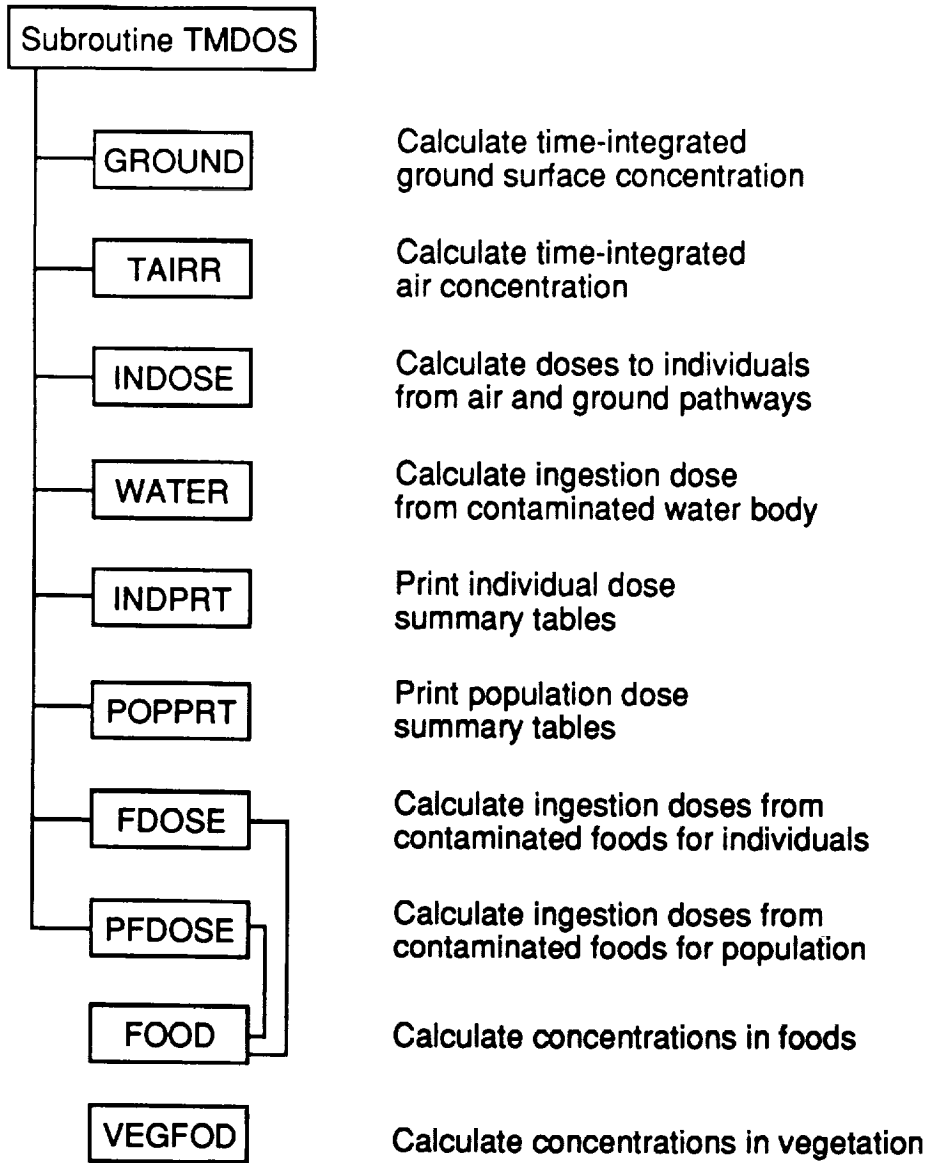 Subroutine TMDOS
GROUND
Calculate time-integrated
ground surface concentration
TAIRR
Calculate time-integrated
air concentration
INDOSE
Calculate doses to individuals
from air and ground pathways
WATER
Calculate ingestion dose
from contaminated water body
INDPRT
Print individual dose
summary tables
POPPRT
Print population dose
summary tables
FDOSE
Calculate ingestion doses from
contaminated foods for individuals
PFDOSE
Calculate ingestion doses from
contaminated foods for population
FOOD
Calculate concentrations in foods
VEGFOD
Calculate concentrations in vegetation